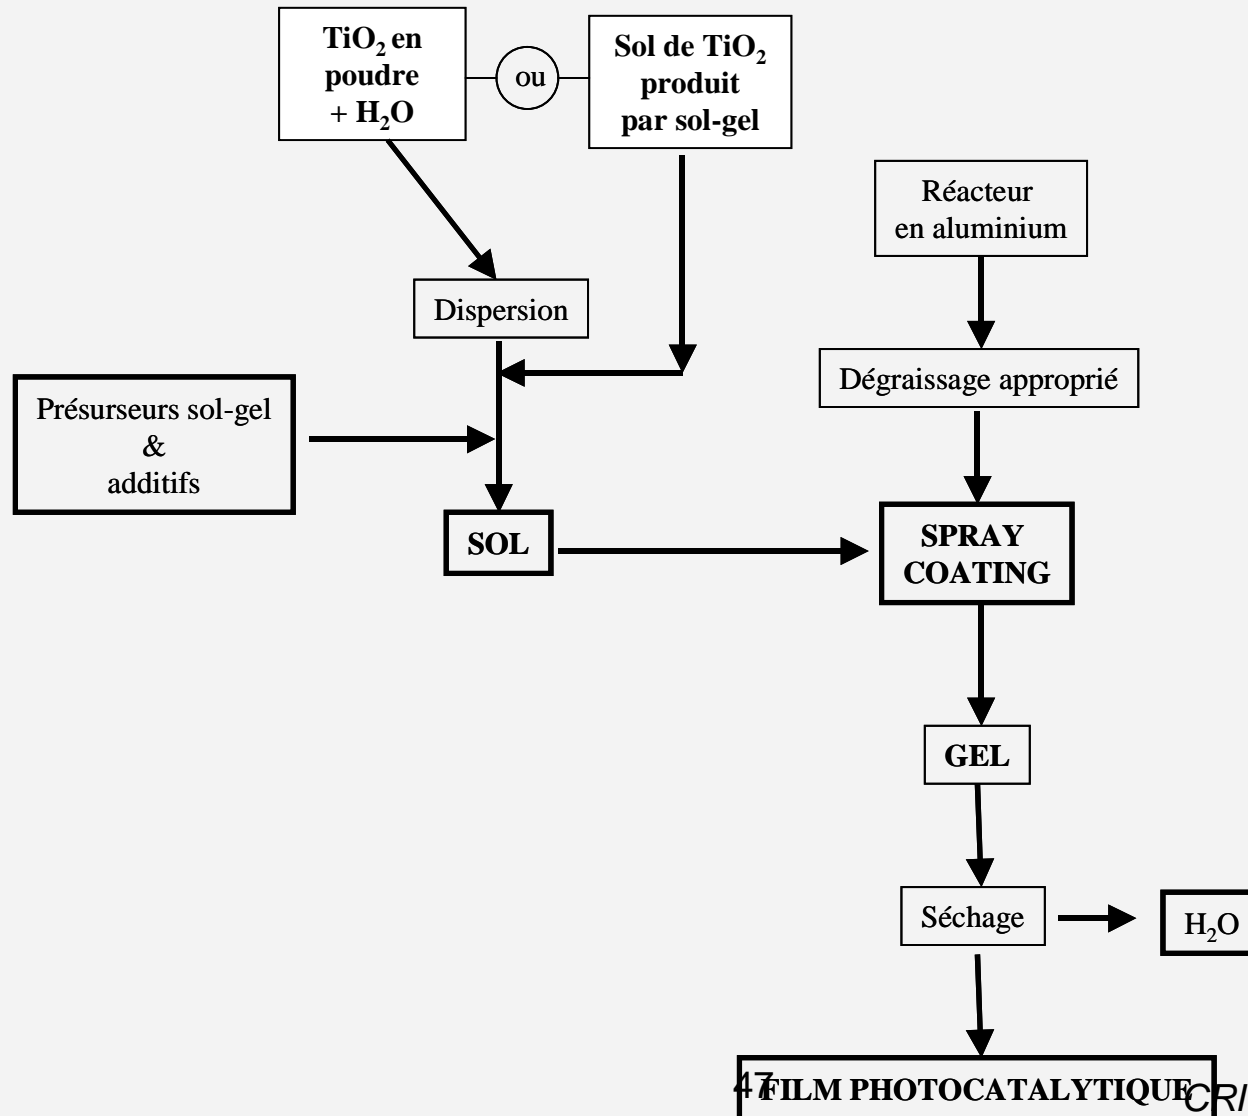 TiO₂ en
poudre
+ H₂O
ou
Sol de TiO₂
produit
par sol-gel
Réacteur
en aluminium
Dispersion
Dégraissage approprié
Présurseurs sol-gel
&
additifs
SOL
SPRAY
COATING
GEL
Séchage
H₂O
FILM PHOTOCATALYTIQUE
47
CRI